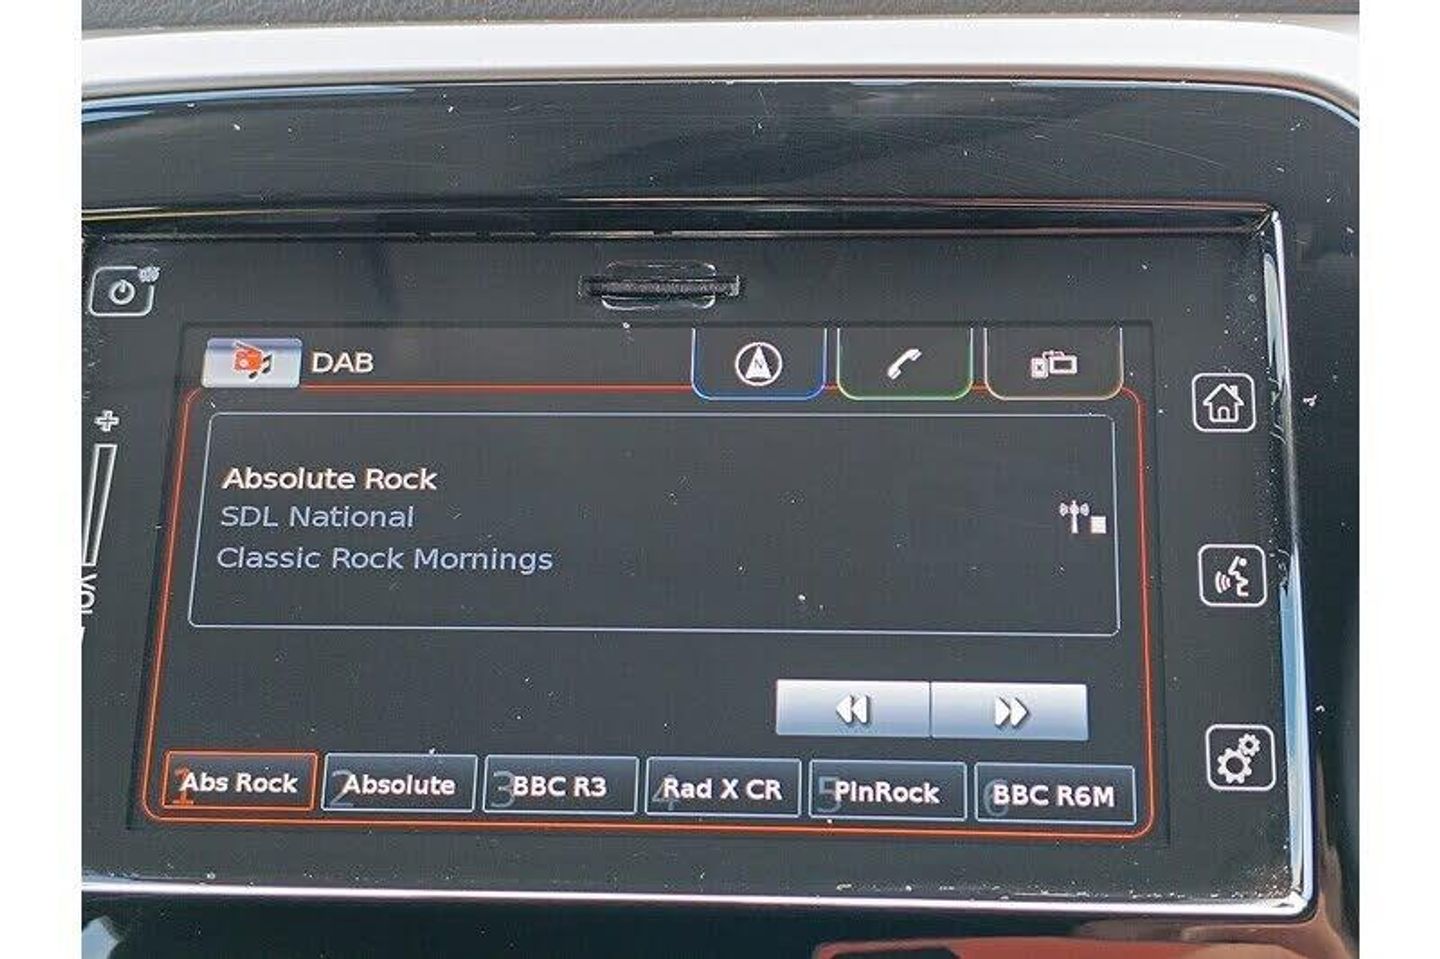 DAB
Absolute Rock
SDL National
Classic Rock Mornings
VOL
1 Abs Rock
2 Absolute
3 BBC R3
4 Rad X CR
5 PlnRock
6 BBC R6M